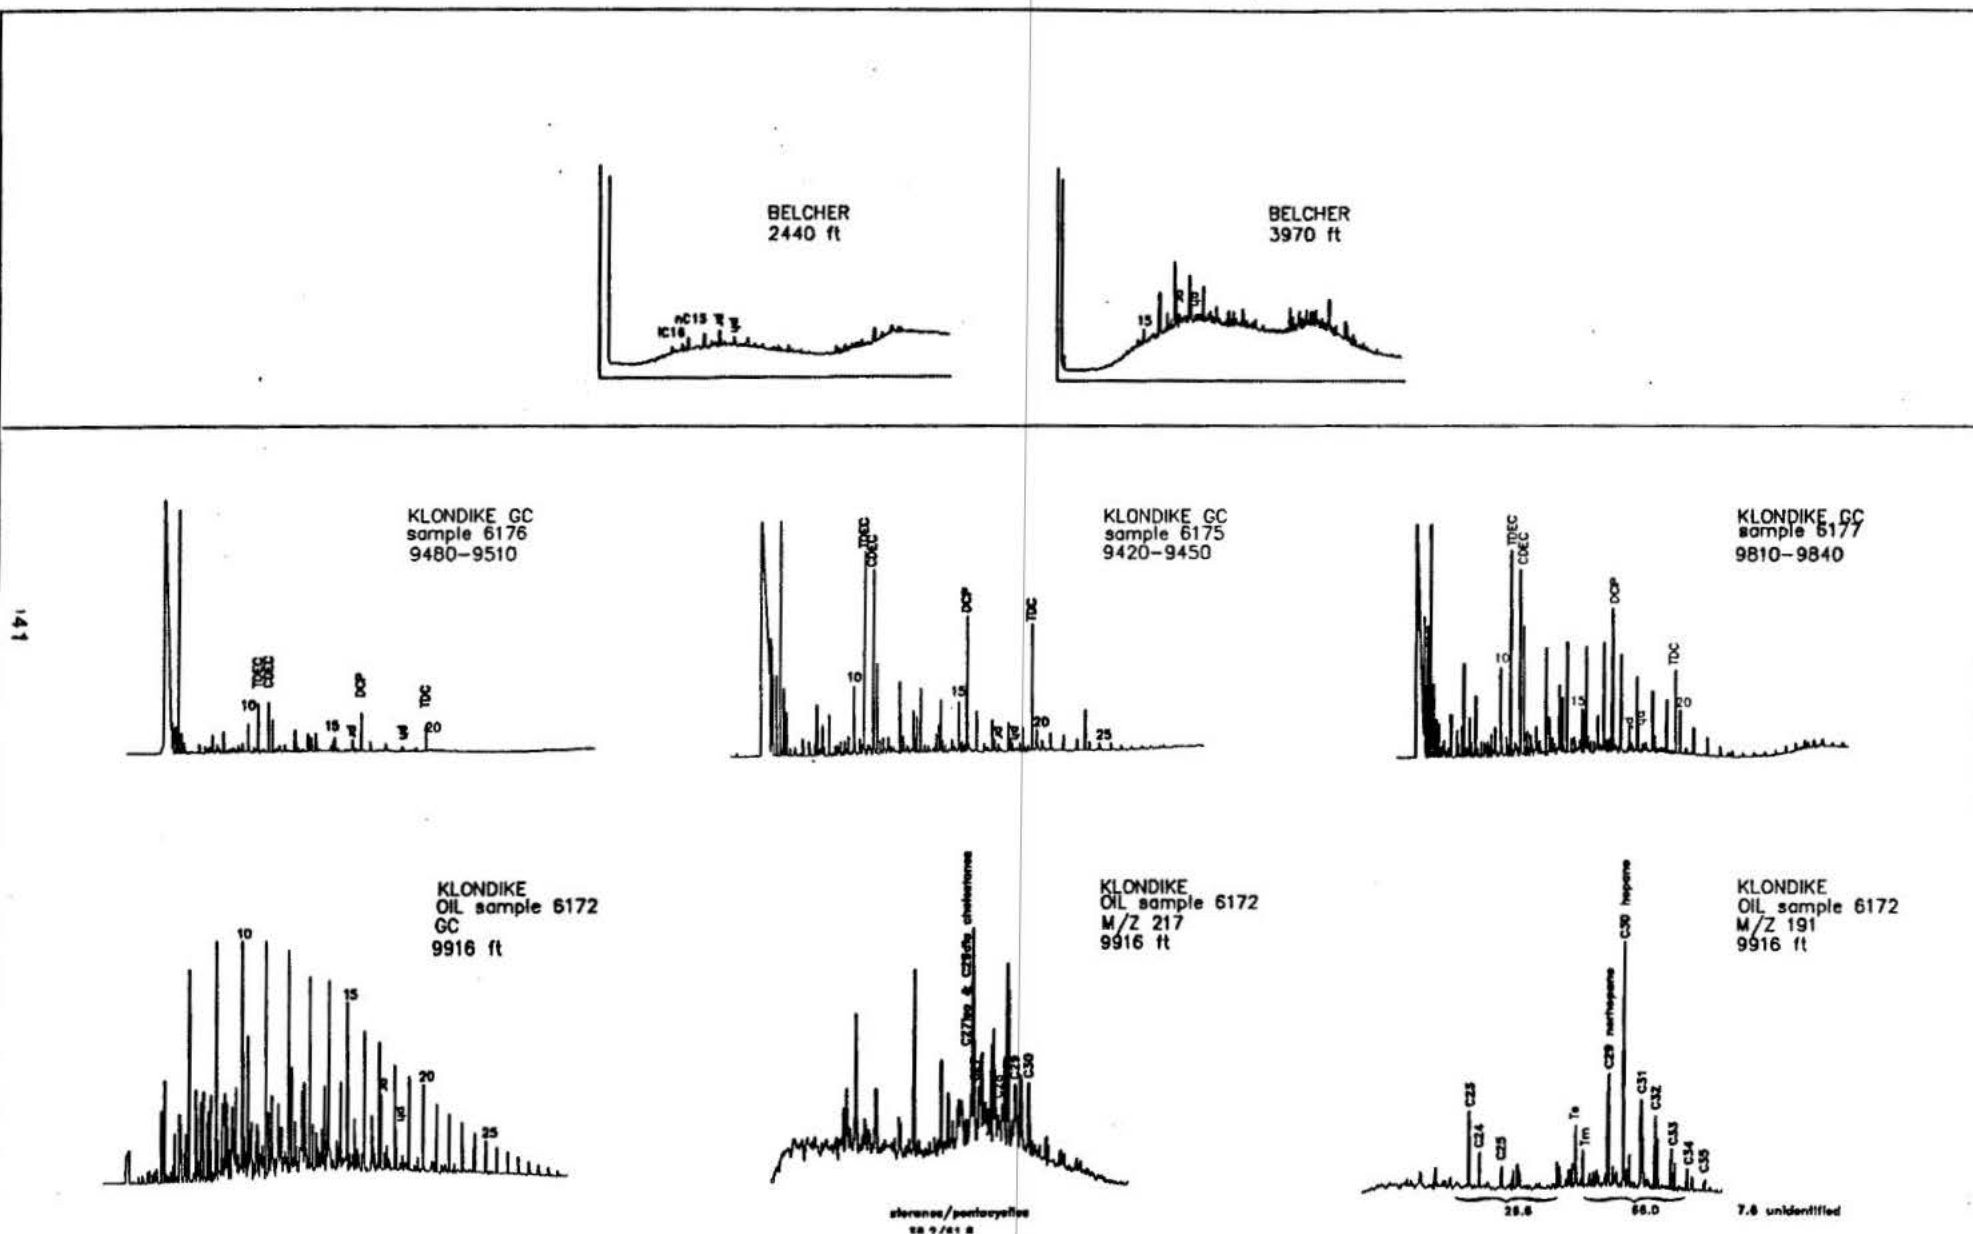 BELCHER
2440 ft
nC15
IC16
BELCHER
3970 ft
15
141
KLONDIKE GC
sample 6176
9480-9510
TDEC
CDEC
10
DCP
15
TDC
20
KLONDIKE GC
sample 6175
9420-9450
TDEC
CDEC
10
DCP
15
TDC
20
25
KLONDIKE GC
sample 6177
9810-9840
TDEC
CDEC
10
DCP
15
TDC
20
KLONDIKE
OIL sample 6172
GC
9916 ft
10
15
20
25
KLONDIKE
OIL sample 6172
M/Z 217
9916 ft
C29
C30
steranes/pentacyclics
KLONDIKE
OIL sample 6172
M/Z 191
9916 ft
C23
C24
C25
Ts
Tm
C29 norhopane
C30 hopane
C31
C32
C33
C34
C35
66.0
7.6 unidentified